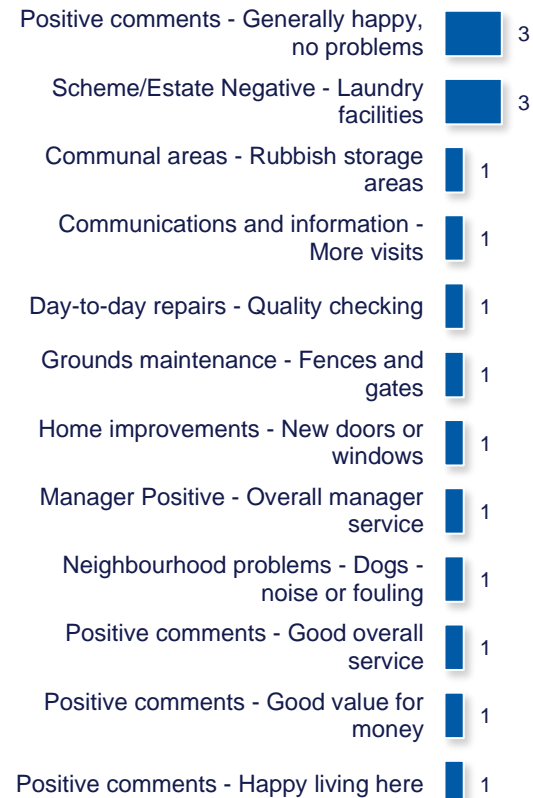 Positive comments - Generally happy,
no problems
3
Scheme/Estate Negative - Laundry
facilities
3
Communal areas - Rubbish storage
areas
1
Communications and information -
More visits
1
Day-to-day repairs - Quality checking
1
Grounds maintenance - Fences and
gates
1
Home improvements - New doors or
windows
1
Manager Positive - Overall manager
service
1
Neighbourhood problems - Dogs -
noise or fouling
1
Positive comments - Good overall
service
1
Positive comments - Good value for
money
1
Positive comments - Happy living here
1